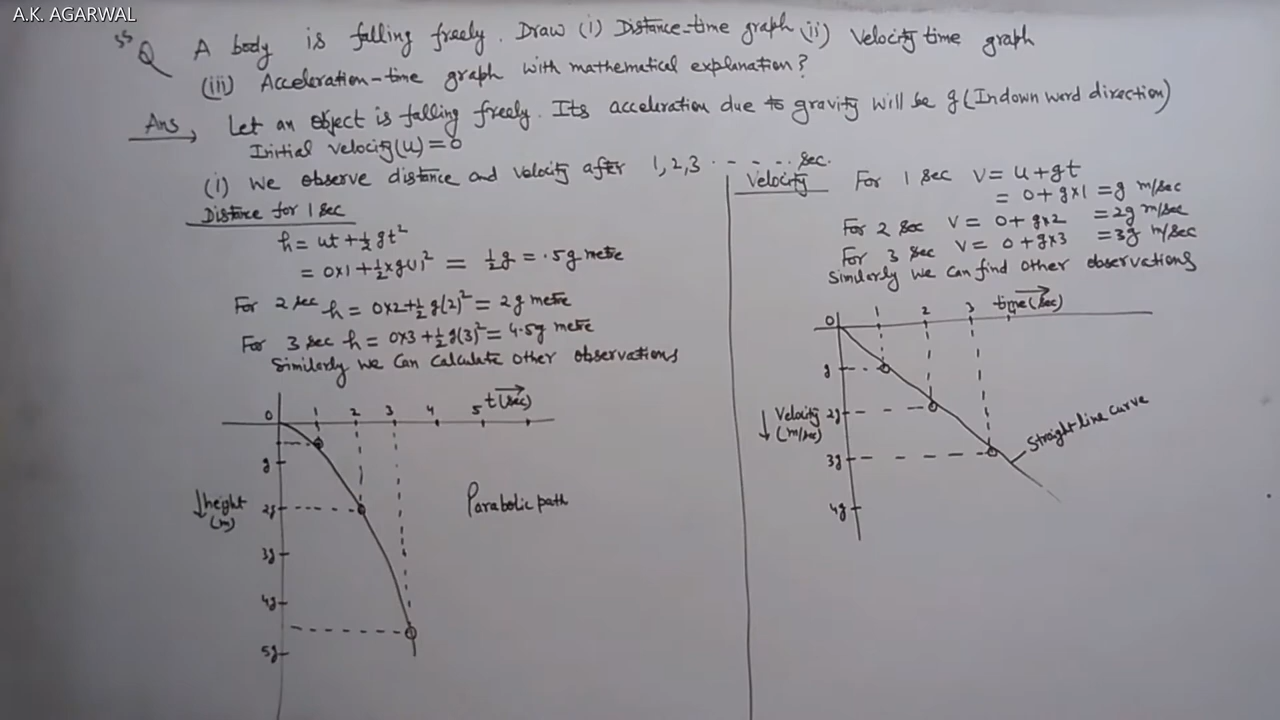 A.K. AGARWAL
55
Q A body is falling freely. Draw (i) Distance-time graph (ii) Velocity time graph
(iii) Acceleration-time graph with mathematical explanation?
Ans, Let an object is falling freely. Its acceleration due to gravity will be g (In down word direction)
Initial velocity(u) = 0
(i) We observe distance and velocity after 1, 2, 3 ------ sec.
Distance for 1 sec
h = ut + ½ gt²
= 0x1 + ½ x g(1)² = ½ g = .5g metre
For 2 sec h = 0x2 + ½ g(2)² = 2g metre
For 3 sec h = 0x3 + ½ g(3)² = 4.5g metre
Similarly we can calculate other observations
0 1 2 3 4 5 t(sec)
g
↓ height
(m)
2g
3g
4g
5g
Parabolic path
Velocity For 1 sec V = u + gt
= 0 + g x 1 = g m/sec
For 2 sec V = 0 + g x 2 = 2g m/sec
For 3 sec V = 0 + g x 3 = 3g m/sec
Similarly we can find other observations
0 1 2 3 time (sec)
g
↓ Velocity
(m/sec)
2g
3g
4g
Straight line curve